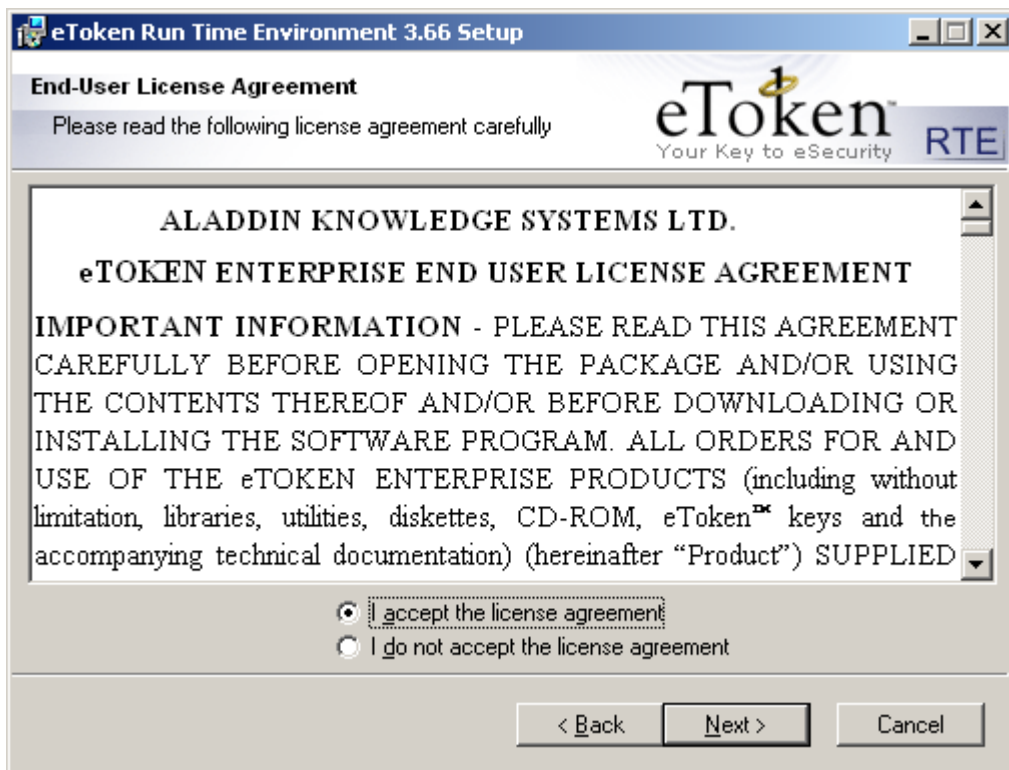 eToken Run Time Environment 3.66 Setup
End-User License Agreement
Please read the following license agreement carefully
eToken™
Your Key to eSecurity
RTE
ALADDIN KNOWLEDGE SYSTEMS LTD.
eTOKEN ENTERPRISE END USER LICENSE AGREEMENT
IMPORTANT INFORMATION - PLEASE READ THIS AGREEMENT
CAREFULLY BEFORE OPENING THE PACKAGE AND/OR USING
THE CONTENTS THEREOF AND/OR BEFORE DOWNLOADING OR
INSTALLING THE SOFTWARE PROGRAM. ALL ORDERS FOR AND
USE OF THE eTOKEN ENTERPRISE PRODUCTS (including without
limitation, libraries, utilities, diskettes, CD-ROM, eToken™ keys and the
accompanying technical documentation) (hereinafter “Product”) SUPPLIED
I accept the license agreement
I do not accept the license agreement
< Back
Next >
Cancel